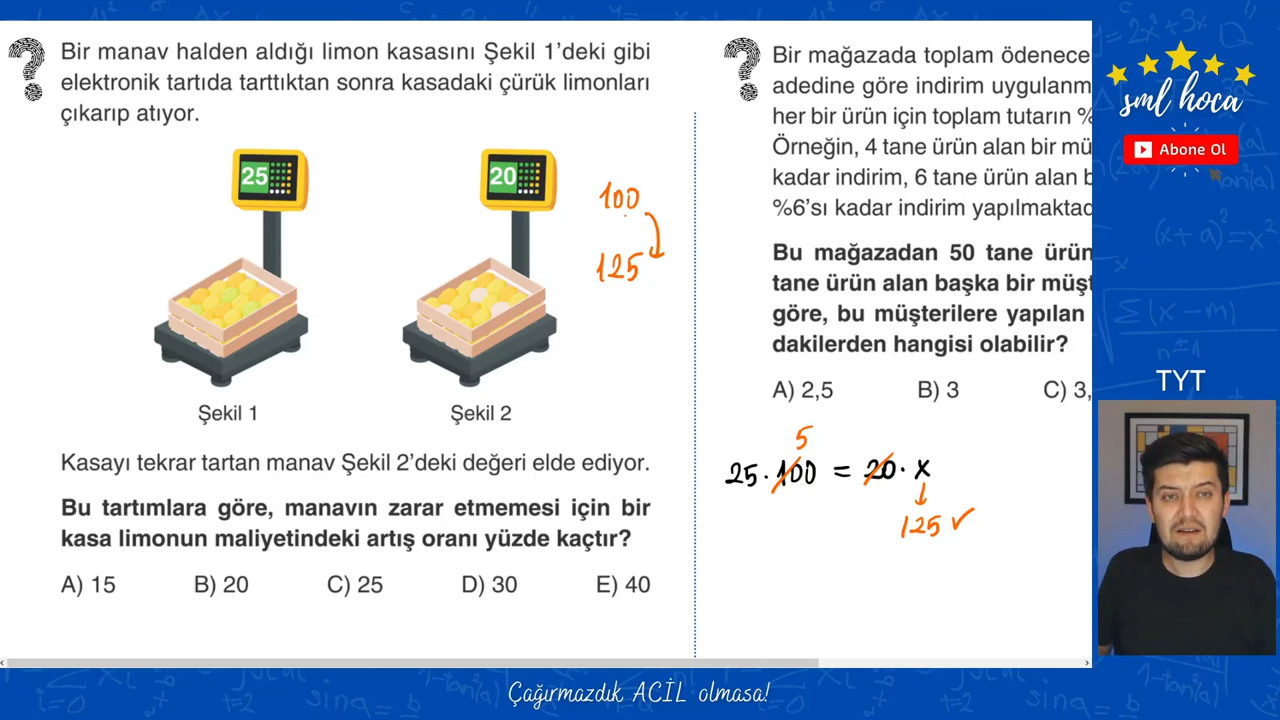 Bir manav halden aldığı limon kasasını Şekil 1'deki gibi
elektronik tartıda tarttıktan sonra kasadaki çürük limonları
çıkarıp atıyor.
25
20
100
125
Şekil 1
Şekil 2
Kasayı tekrar tartan manav Şekil 2'deki değeri elde ediyor.
Bu tartımlara göre, manavın zarar etmemesi için bir
kasa limonun maliyetindeki artış oranı yüzde kaçtır?
A) 15 B) 20 C) 25 D) 30 E) 40
Bir mağazada toplam ödenece
adedine göre indirim uygulanm
her bir ürün için toplam tutarın %
Örneğin, 4 tane ürün alan bir mü
kadar indirim, 6 tane ürün alan b
%6'sı kadar indirim yapılmaktad
Bu mağazadan 50 tane ürün
tane ürün alan başka bir müşt
göre, bu müşterilere yapılan
dakilerden hangisi olabilir?
A) 2,5 B) 3 C) 3,
5
25 . 100 = 20 . x
125 ✓
sml hoca
Abone Ol
TYT
Çağırmazdık ACİL olmasa!